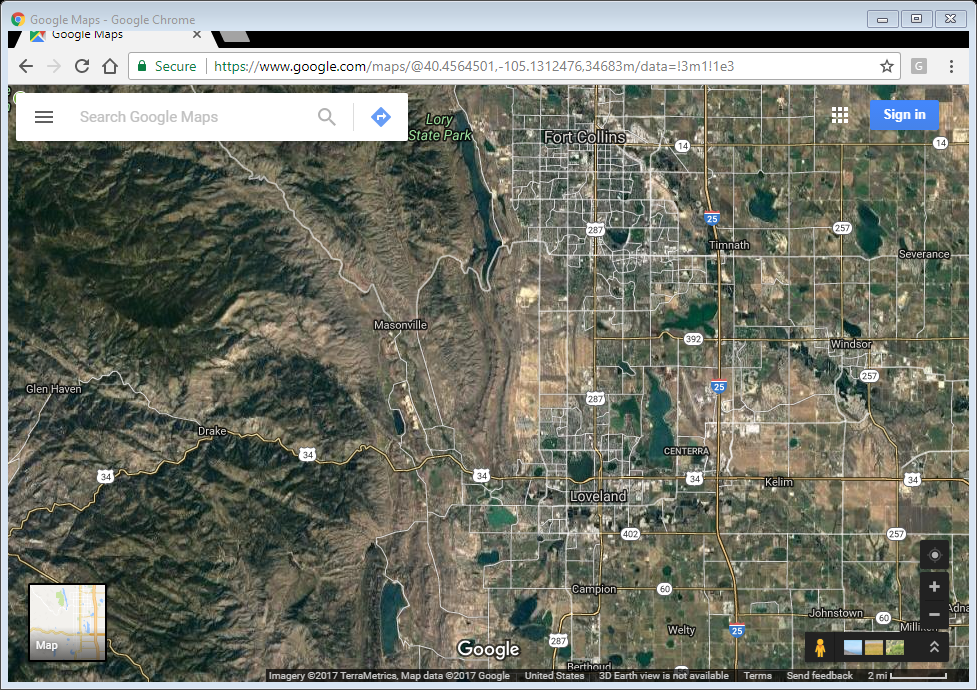 Google Maps - Google Chrome
Google Maps
Secure
https://www.google.com/maps/@40.4564501,-105.1312476,34683m/data=!3m1!1e3
G
Search Google Maps
Sign in
Lory
State Park
Fort Collins
14
14
25
287
257
Timnath
Severance
Masonville
392
Windsor
257
25
Glen Haven
287
Drake
34
CENTERRA
34
34
34
Kelim
34
Loveland
402
257
Campion
60
Johnstown
60
Welty
25
287
Map
Google
Imagery ©2017 TerraMetrics, Map data ©2017 Google
United States
3D Earth view is not available
Terms
Send feedback
2 mi